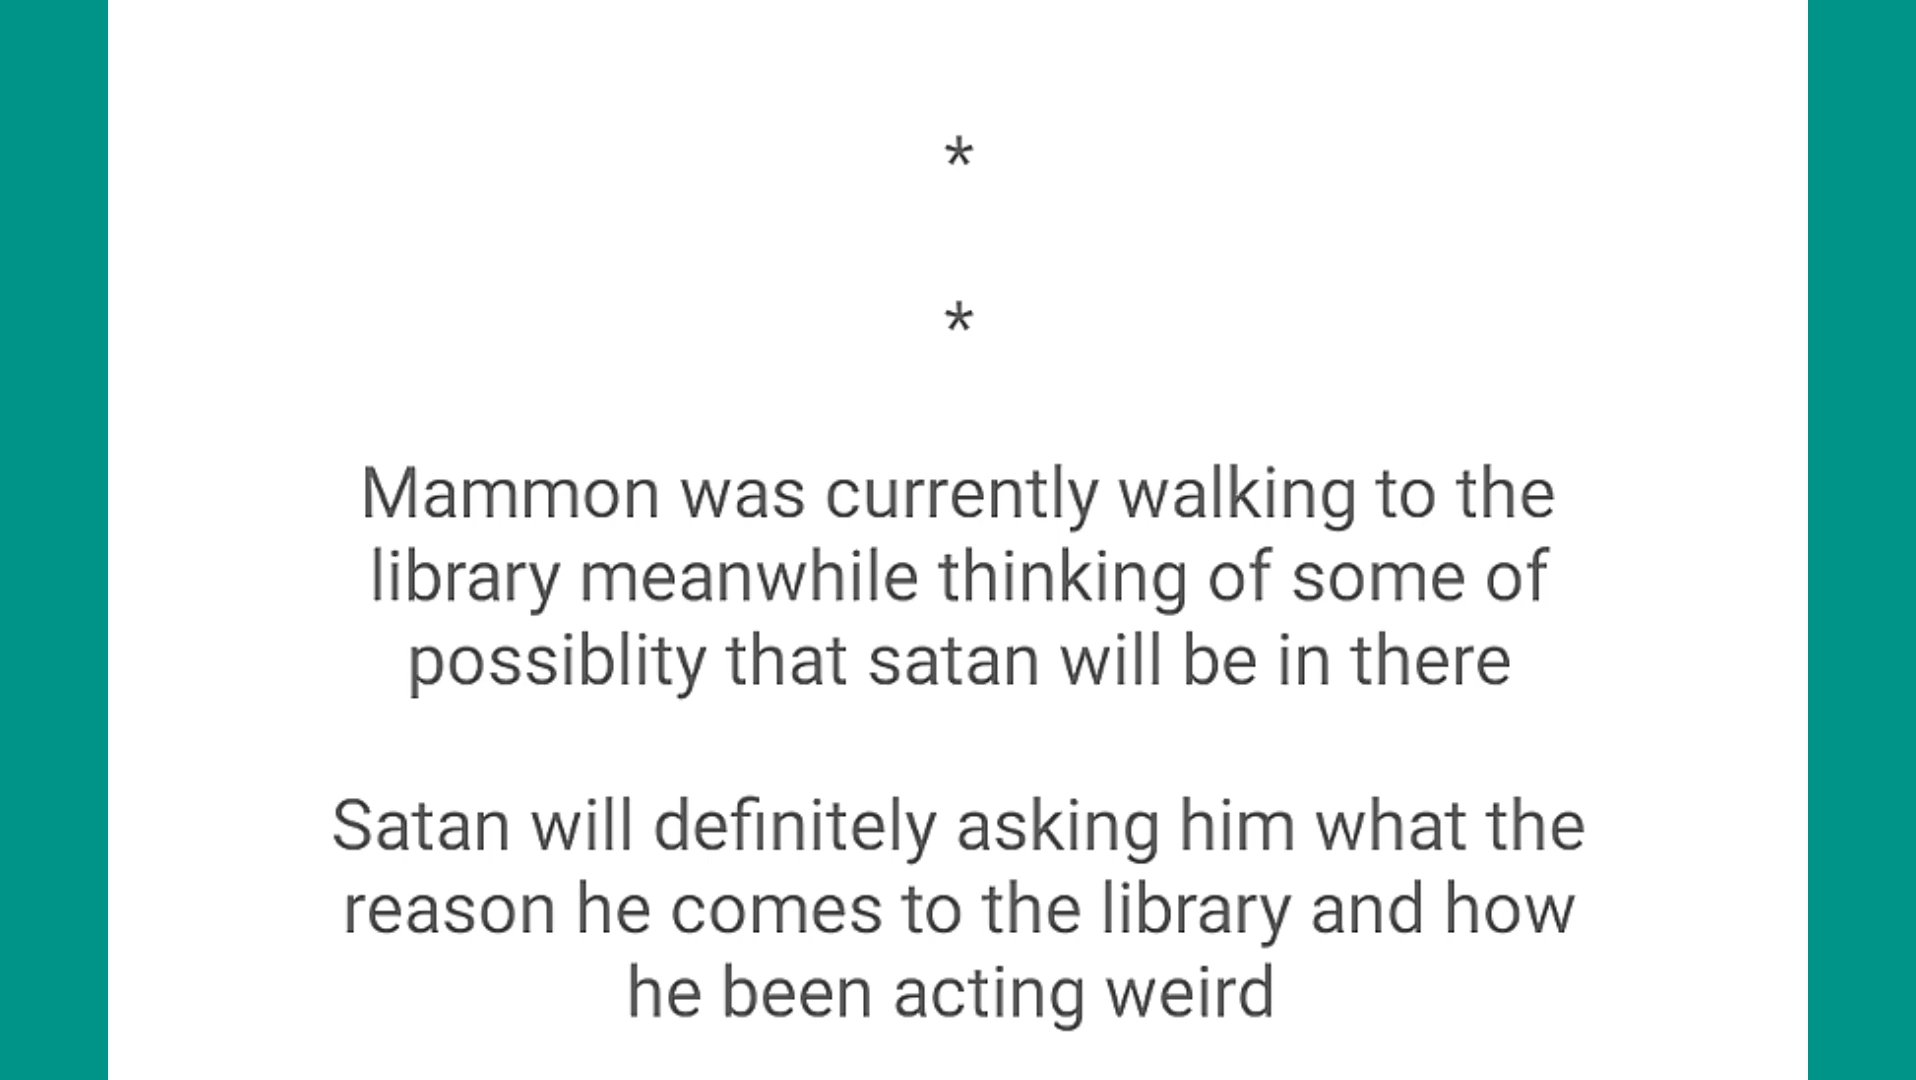 *
*
Mammon was currently walking to the
library meanwhile thinking of some of
possiblity that satan will be in there
Satan will definitely asking him what the
reason he comes to the library and how
he been acting weird